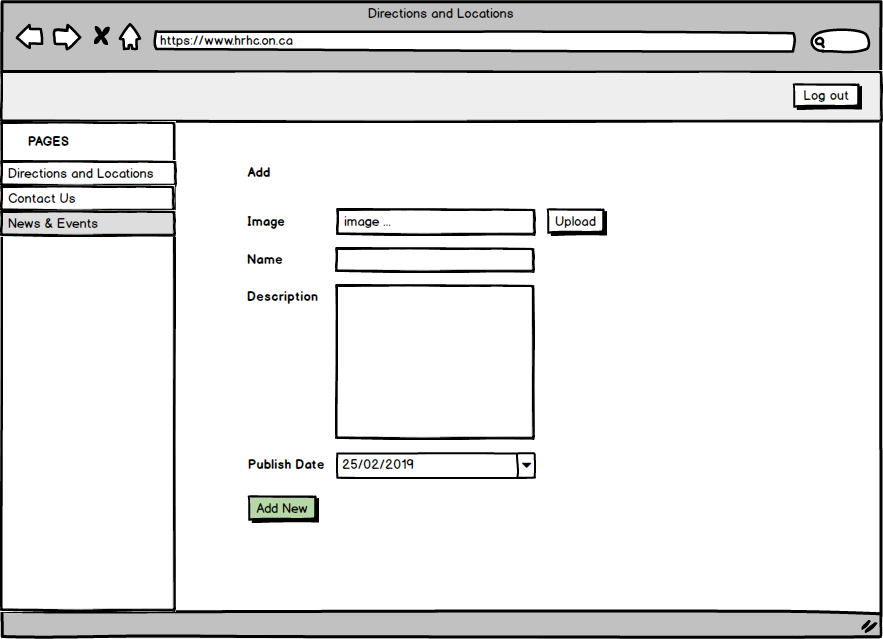 Directions and Locations
https://www.hrhc.on.ca
Log out
PAGES
Directions and Locations
Contact Us
News & Events
Add
Image
image ...
Upload
Name
Description
Publish Date
25/02/2019
Add New